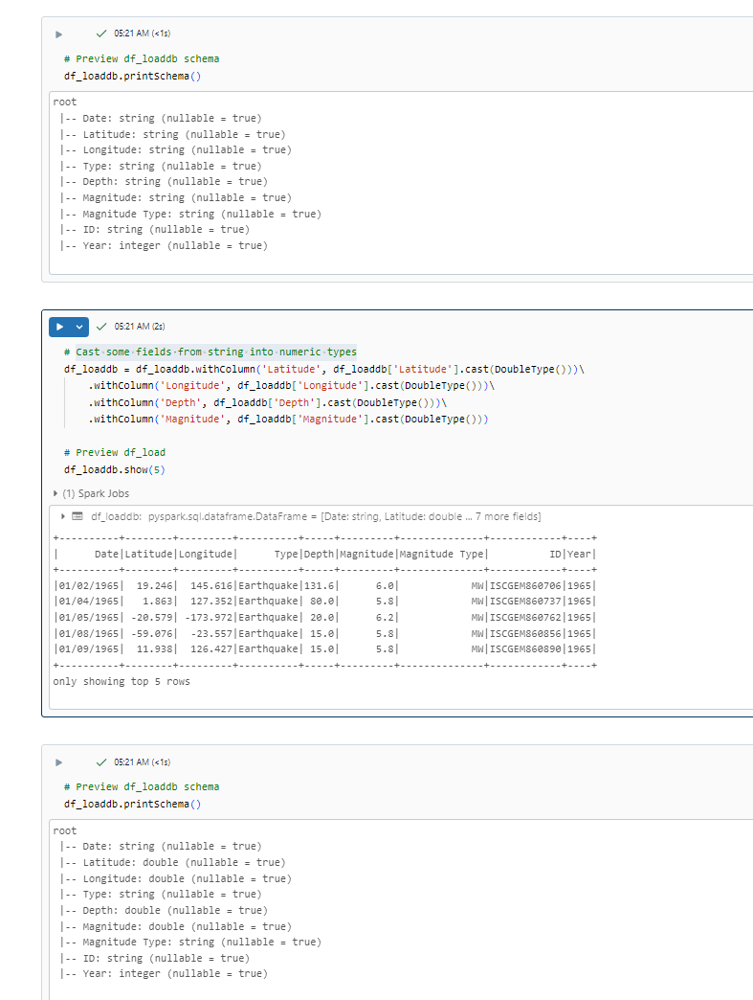 05:21 AM (<1s)
# Preview df_loaddb schema
df_loaddb.printSchema()
root
 |-- Date: string (nullable = true)
 |-- Latitude: string (nullable = true)
 |-- Longitude: string (nullable = true)
 |-- Type: string (nullable = true)
 |-- Depth: string (nullable = true)
 |-- Magnitude: string (nullable = true)
 |-- Magnitude Type: string (nullable = true)
 |-- ID: string (nullable = true)
 |-- Year: integer (nullable = true)
05:21 AM (2s)
# Cast some fields from string into numeric types
df_loaddb = df_loaddb.withColumn('Latitude', df_loaddb['Latitude'].cast(DoubleType()))\
    .withColumn('Longitude', df_loaddb['Longitude'].cast(DoubleType()))\
    .withColumn('Depth', df_loaddb['Depth'].cast(DoubleType()))\
    .withColumn('Magnitude', df_loaddb['Magnitude'].cast(DoubleType()))
# Preview df_load
df_loaddb.show(5)
(1) Spark Jobs
df_loaddb: pyspark.sql.dataframe.DataFrame = [Date: string, Latitude: double ... 7 more fields]
+----------+--------+---------+----------+-----+---------+--------------+------------+----+
|      Date|Latitude|Longitude|      Type|Depth|Magnitude|Magnitude Type|          ID|Year|
+----------+--------+---------+----------+-----+---------+--------------+------------+----+
|01/02/1965|  19.246|  145.616|Earthquake|131.6|      6.0|            MW|ISCGEM860706|1965|
|01/04/1965|   1.863|  127.352|Earthquake| 80.0|      5.8|            MW|ISCGEM860737|1965|
|01/05/1965| -20.579| -173.972|Earthquake| 20.0|      6.2|            MW|ISCGEM860762|1965|
|01/08/1965| -59.076|  -23.557|Earthquake| 15.0|      5.8|            MW|ISCGEM860856|1965|
|01/09/1965|  11.938|  126.427|Earthquake| 15.0|      5.8|            MW|ISCGEM860890|1965|
+----------+--------+---------+----------+-----+---------+--------------+------------+----+
only showing top 5 rows
05:21 AM (<1s)
# Preview df_loaddb schema
df_loaddb.printSchema()
root
 |-- Date: string (nullable = true)
 |-- Latitude: double (nullable = true)
 |-- Longitude: double (nullable = true)
 |-- Type: string (nullable = true)
 |-- Depth: double (nullable = true)
 |-- Magnitude: double (nullable = true)
 |-- Magnitude Type: string (nullable = true)
 |-- ID: string (nullable = true)
 |-- Year: integer (nullable = true)